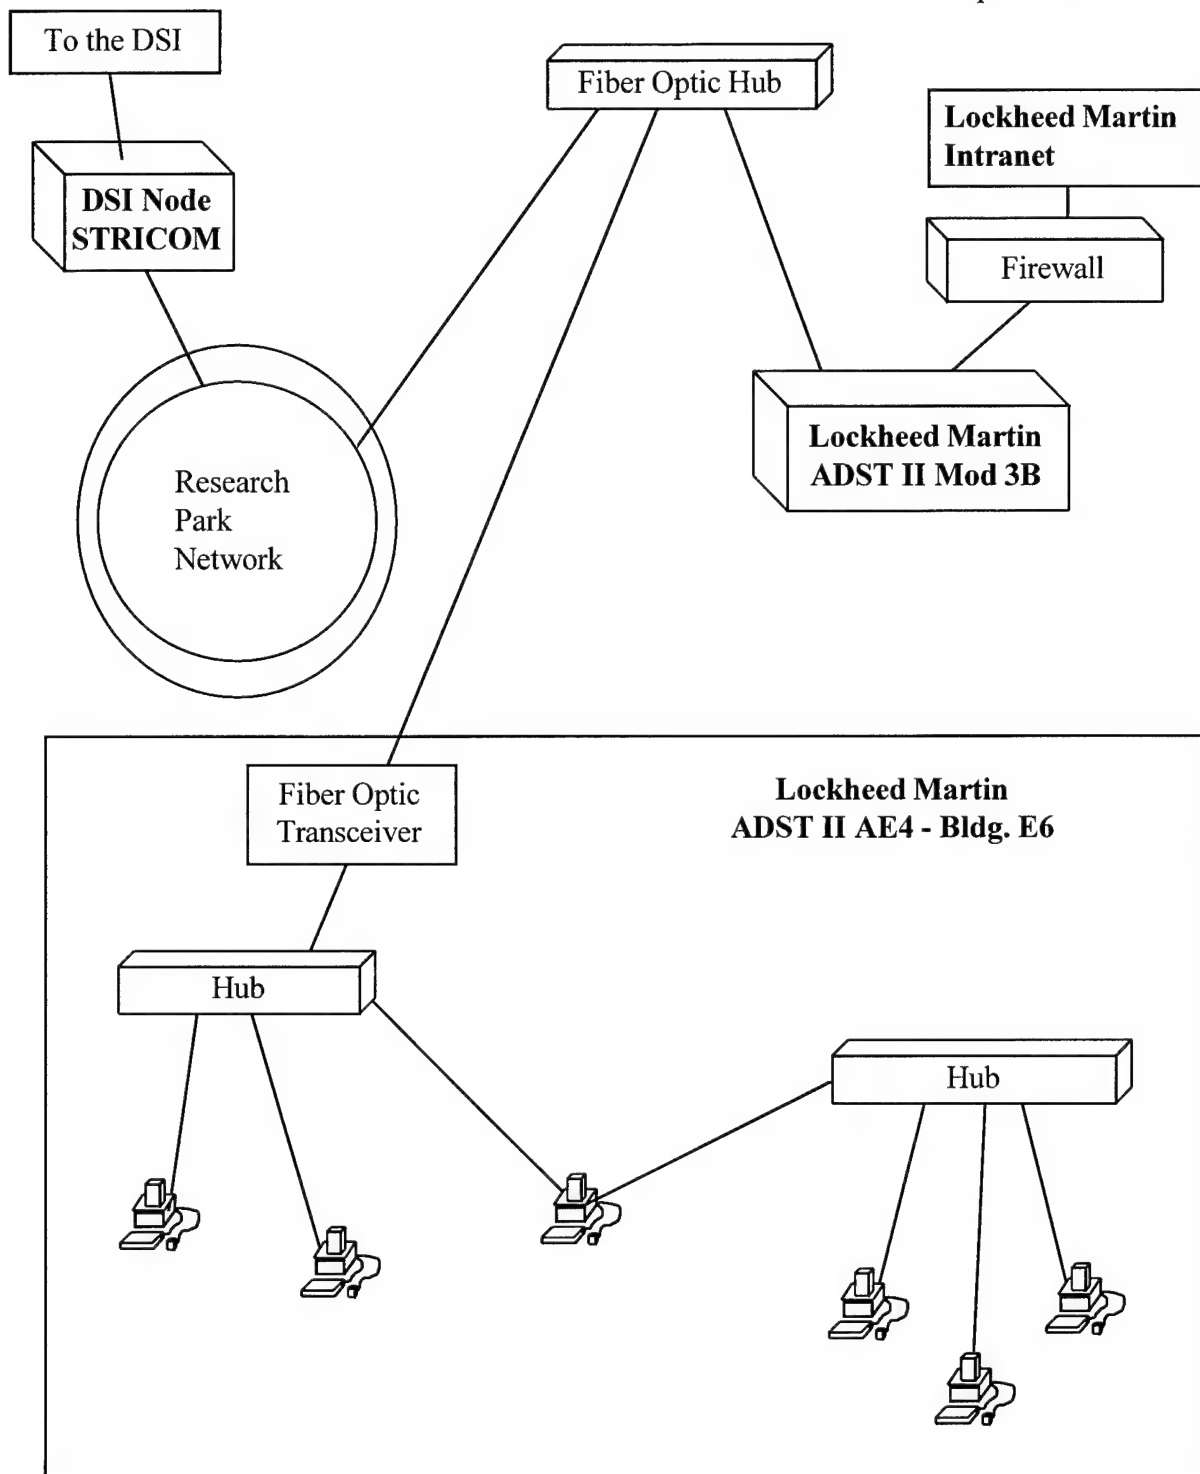 To the DSI
Fiber Optic Hub
Lockheed Martin
Intranet
DSI Node
STRICOM
Firewall
Lockheed Martin
ADST II Mod 3B
Research
Park
Network
Fiber Optic
Transceiver
Lockheed Martin
ADST II AE4 - Bldg. E6
Hub
Hub